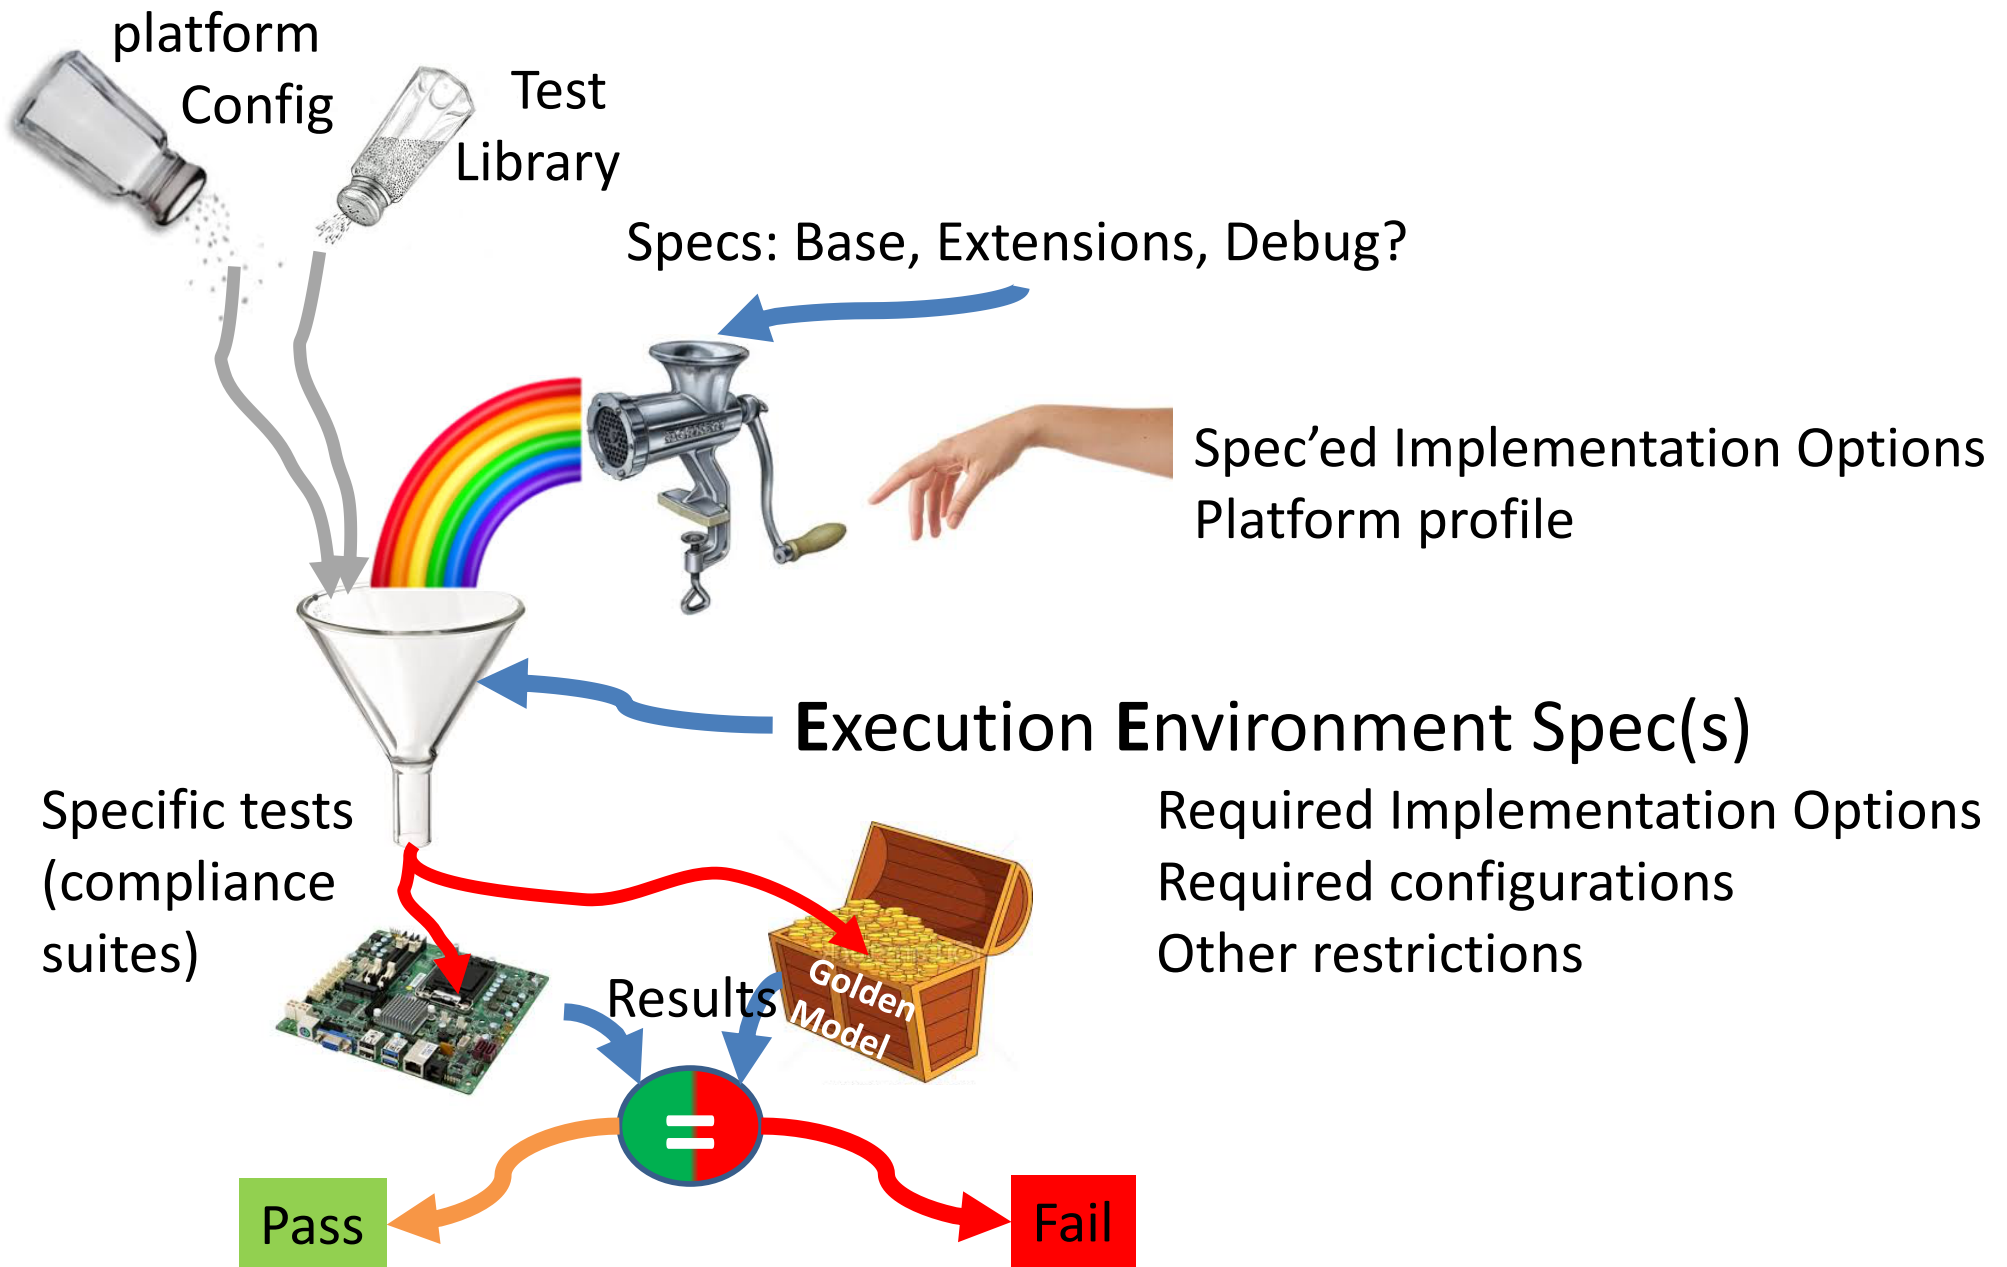 platform
Config
Test
Library
Specs: Base, Extensions, Debug?
Spec’ed Implementation Options
Platform profile
Execution Environment Spec(s)
Specific tests
(compliance
suites)
Required Implementation Options
Required configurations
Other restrictions
Results
Golden
Model
=
Pass
Fail